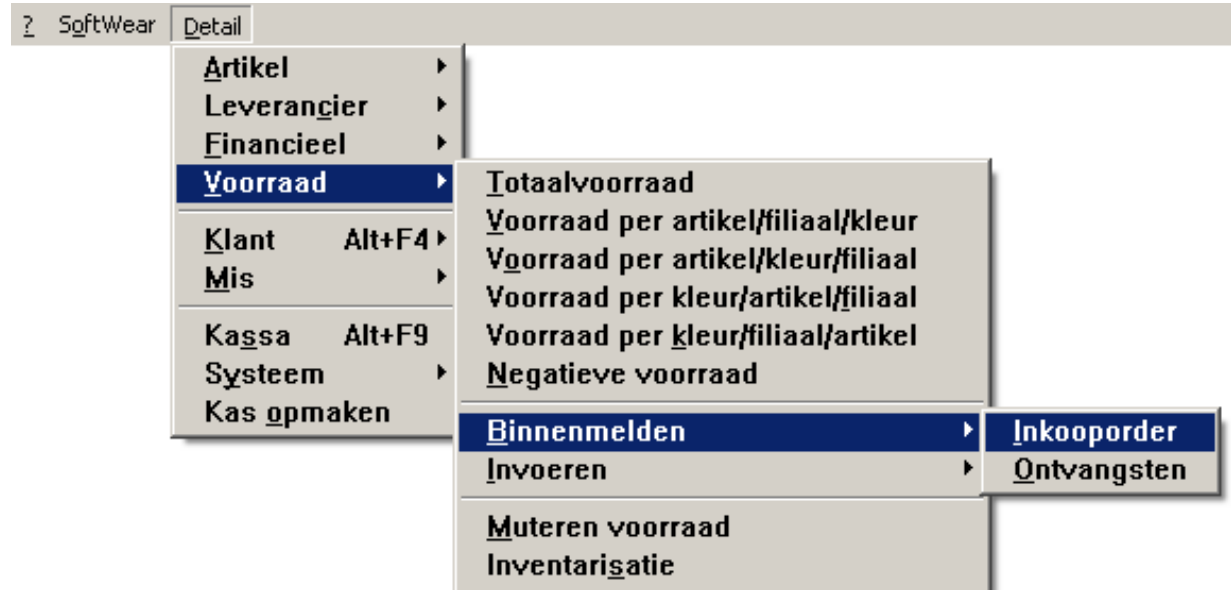 ? SoftWear Detail
Artikel
Leverancier
Financieel
Voorraad
Klant Alt+F4
Mis
Kassa Alt+F9
Systeem
Kas opmaken
Totaalvoorraad
Voorraad per artikel/filiaal/kleur
Voorraad per artikel/kleur/filiaal
Voorraad per kleur/artikel/filiaal
Voorraad per kleur/filiaal/artikel
Negatieve voorraad
Binnenmelden
Invoeren
Muteren voorraad
Inventarisatie
Inkooporder
Ontvangsten